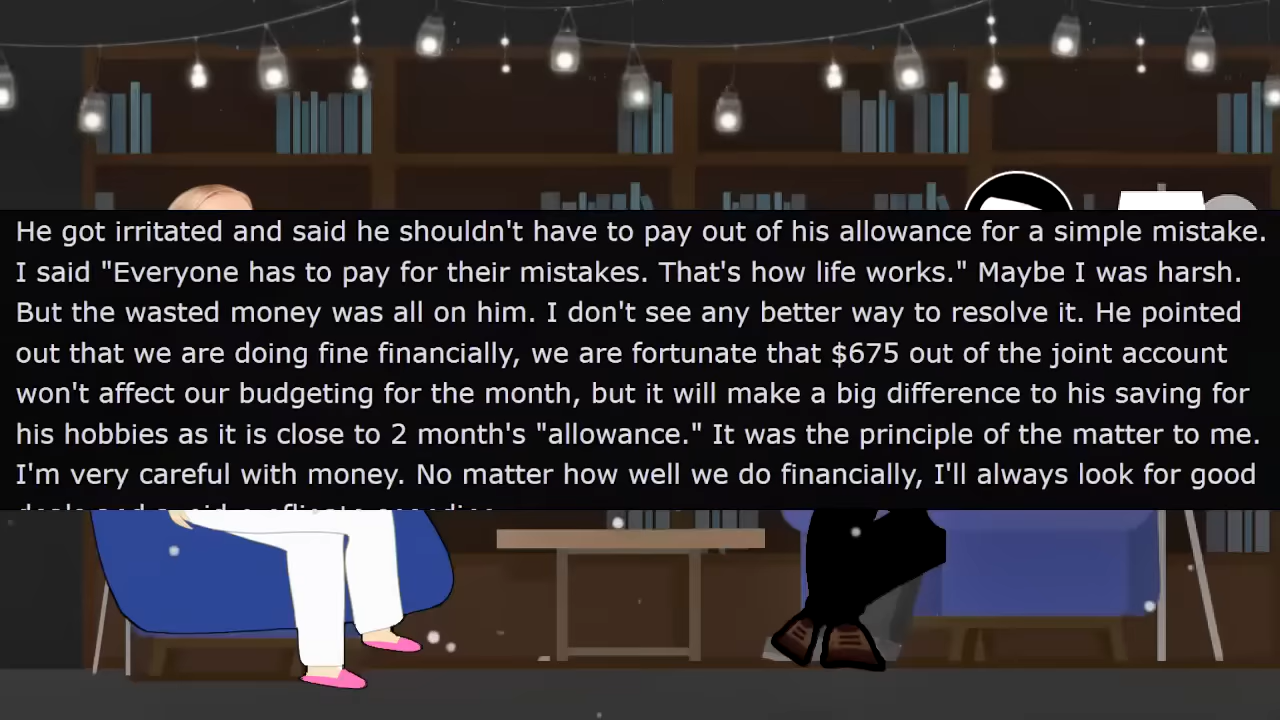 He got irritated and said he shouldn't have to pay out of his allowance for a simple mistake.
I said "Everyone has to pay for their mistakes. That's how life works." Maybe I was harsh.
But the wasted money was all on him. I don't see any better way to resolve it. He pointed
out that we are doing fine financially, we are fortunate that $675 out of the joint account
won't affect our budgeting for the month, but it will make a big difference to his saving for
his hobbies as it is close to 2 month's "allowance." It was the principle of the matter to me.
I'm very careful with money. No matter how well we do financially, I'll always look for good